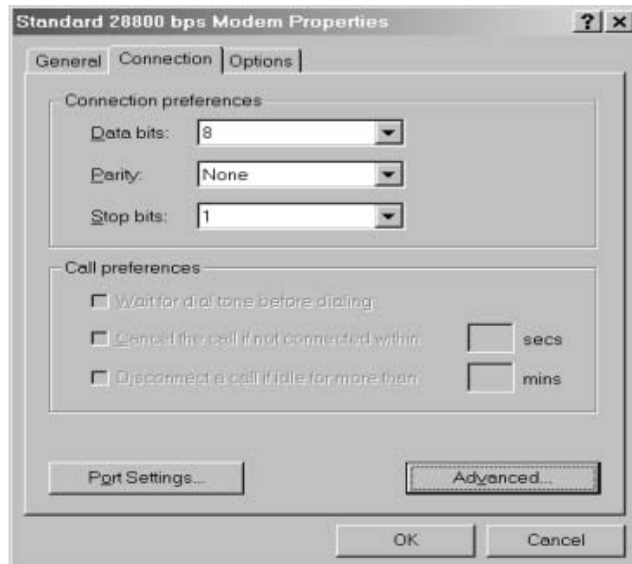 Standard 28800 bps Modem Properties ? ×
General Connection Options
Connection preferences
Data bits: 8
Parity: None
Stop bits: 1
Call preferences
Wait for dial tone before dialing
Cancel the call if not connected within secs
Disconnect a call if idle for more than mins
Port Settings... Advanced...
OK Cancel